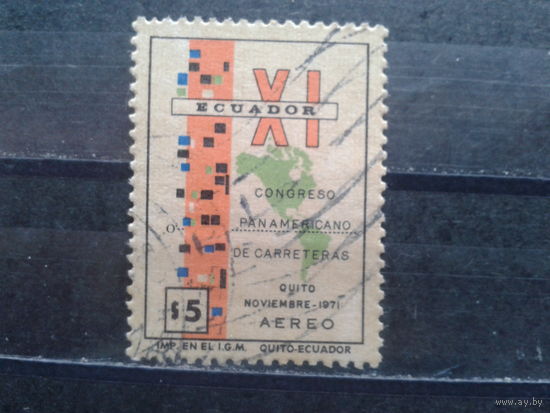 XI
ECUADOR
CONGRESO
PANAMERICANO
O°
DE CARRETERAS
QUITO
NOVIEMBRE-1971
$5
AEREO
IMP. EN EL I.G.M. QUITO-ECUADOR
www.ay.by